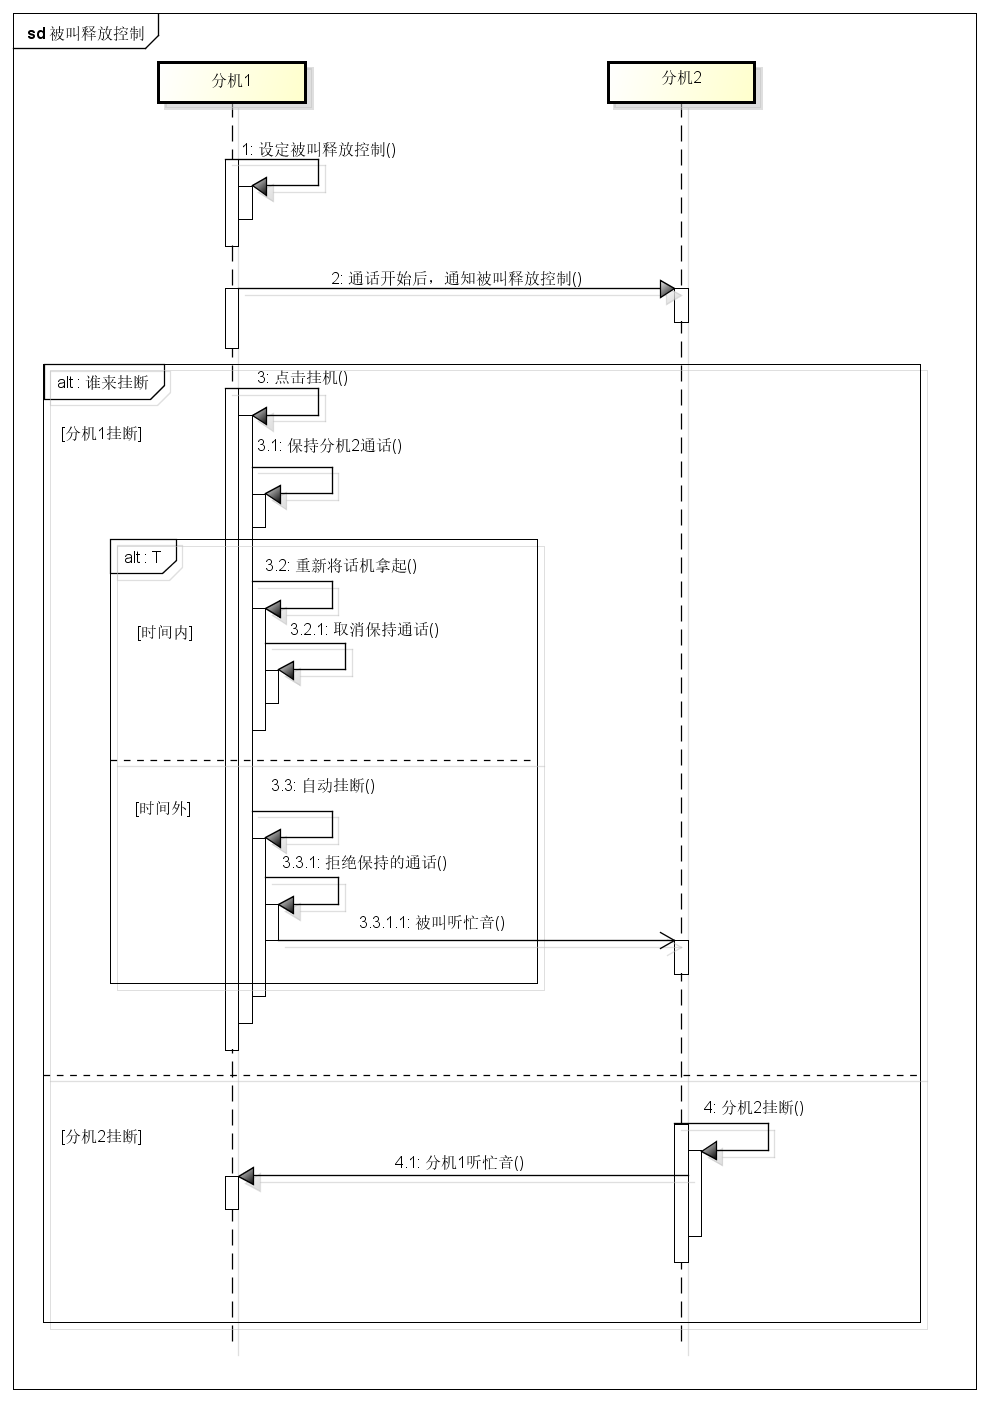 sd 被叫释放控制
分机1
分机2
1: 设定被叫释放控制()
2: 通话开始后，通知被叫释放控制()
alt : 谁来挂断
3: 点击挂机()
[分机1挂断]
3.1: 保持分机2通话()
alt : T
3.2: 重新将话机拿起()
[时间内]
3.2.1: 取消保持通话()
3.3: 自动挂断()
[时间外]
3.3.1: 拒绝保持的通话()
3.3.1.1: 被叫听忙音()
4: 分机2挂断()
[分机2挂断]
4.1: 分机1听忙音()